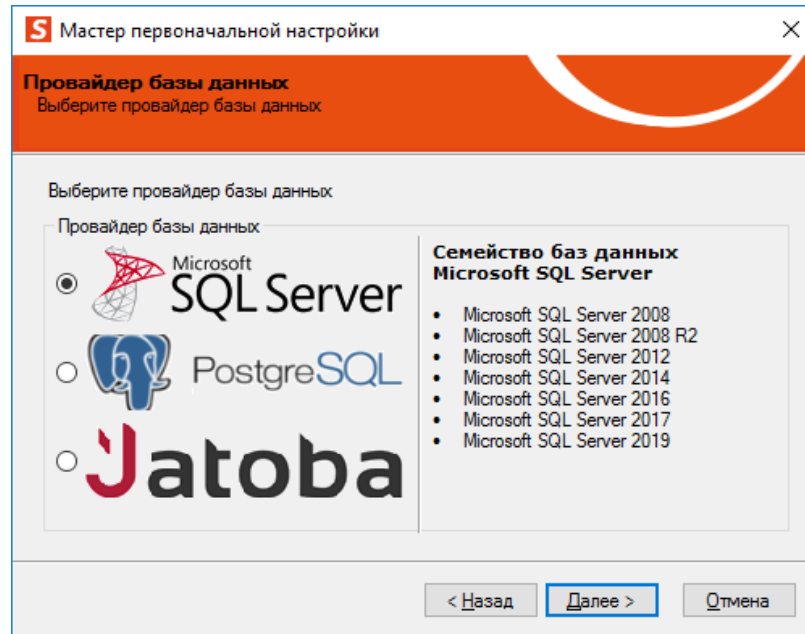 S Мастер первоначальной настройки
Провайдер базы данных
Выберите провайдер базы данных
Выберите провайдер базы данных
Провайдер базы данных
Microsoft
SQL Server
PostgreSQL
Jatoba
Семейство баз данных
Microsoft SQL Server
• Microsoft SQL Server 2008
• Microsoft SQL Server 2008 R2
• Microsoft SQL Server 2012
• Microsoft SQL Server 2014
• Microsoft SQL Server 2016
• Microsoft SQL Server 2017
• Microsoft SQL Server 2019
< Назад
Далее >
Отмена